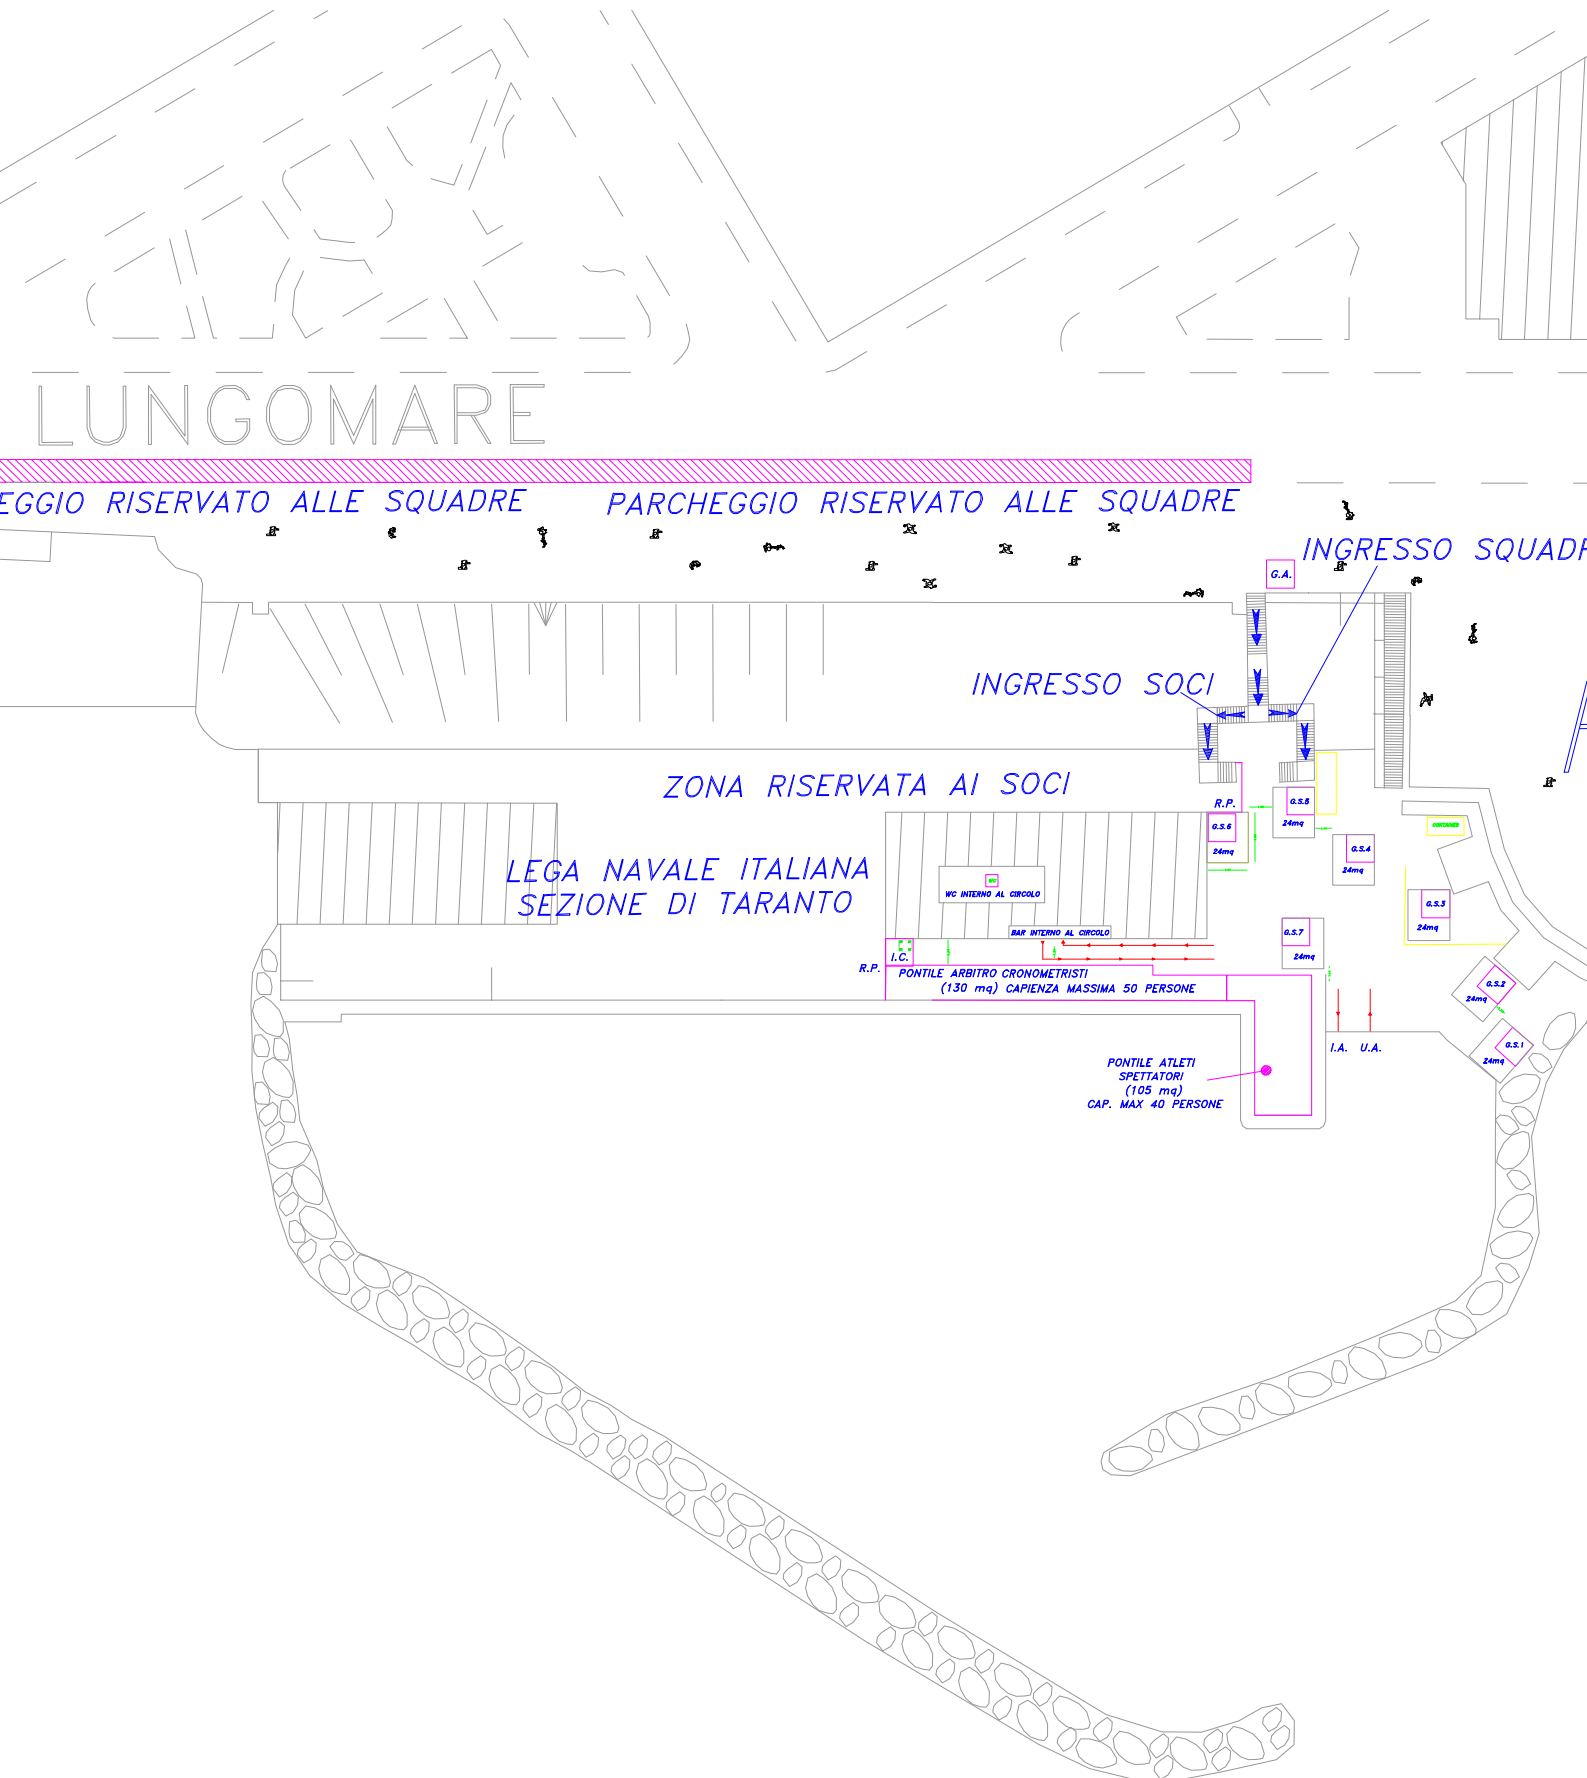 LUNGOMARE
EGGIO RISERVATO ALLE SQUADRE
PARCHEGGIO RISERVATO ALLE SQUADRE
INGRESSO SQUADR
G.A.
INGRESSO SOCI
ZONA RISERVATA AI SOCI
R.P.
G.S.8
24mq
G.S.6
24mq
CONTAINER
G.S.4
24mq
LEGA NAVALE ITALIANA
SEZIONE DI TARANTO
WC
WC INTERNO AL CIRCOLO
G.S.3
24mq
BAR INTERNO AL CIRCOLO
G.S.7
24mq
I.C.
R.P.
PONTILE ARBITRO CRONOMETRISTI
(130 mq) CAPIENZA MASSIMA 50 PERSONE
G.S.2
24mq
I.A.
U.A.
G.S.1
24mq
PONTILE ATLETI
SPETTATORI
(105 mq)
CAP. MAX 40 PERSONE